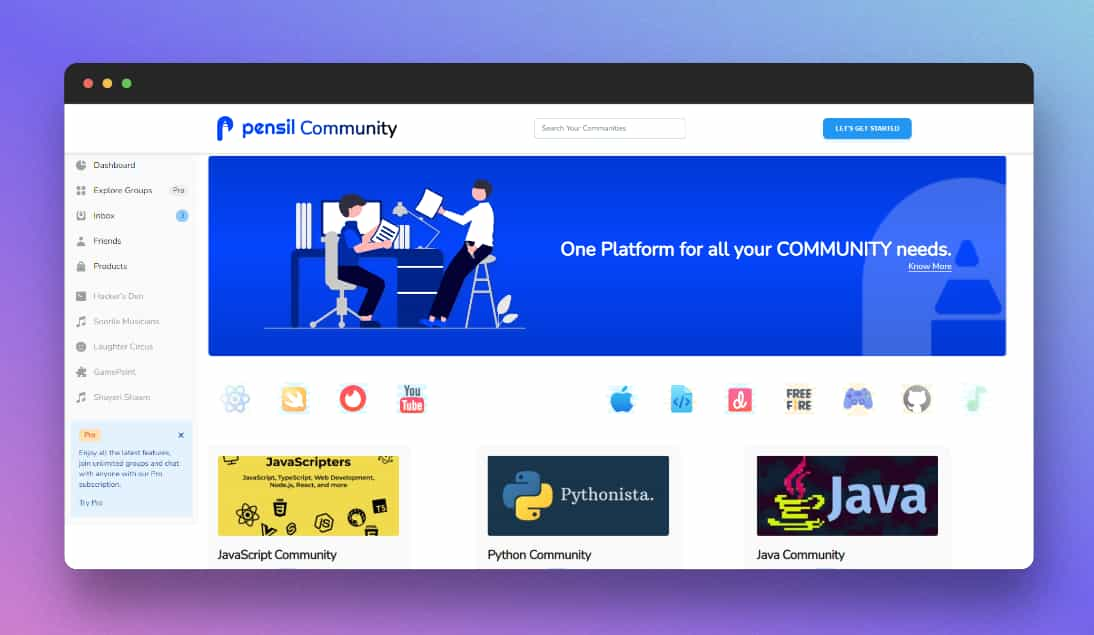 pensil Community
Search Your Communities
LET'S GET STARTED
Dashboard
Explore Groups
Pro
Inbox
3
Friends
Products
Hacker's Den
Soorile Musicians
Laughter Circus
GamePoint
Shayeri.Shaam
Pro
x
Enjoy all the latest features,
join unlimited groups and chat
with anyone with our Pro
subscription.
Try Pro
One Platform for all your COMMUNITY needs.
Know More
You
Tube
</>
d
FREE
FIRE
JavaScripters
JavaScript, TypeScript, Web Development,
Node.js, React, and more
TS
JS
JavaScript Community
Pythonista.
Python Community
Java
Java Community